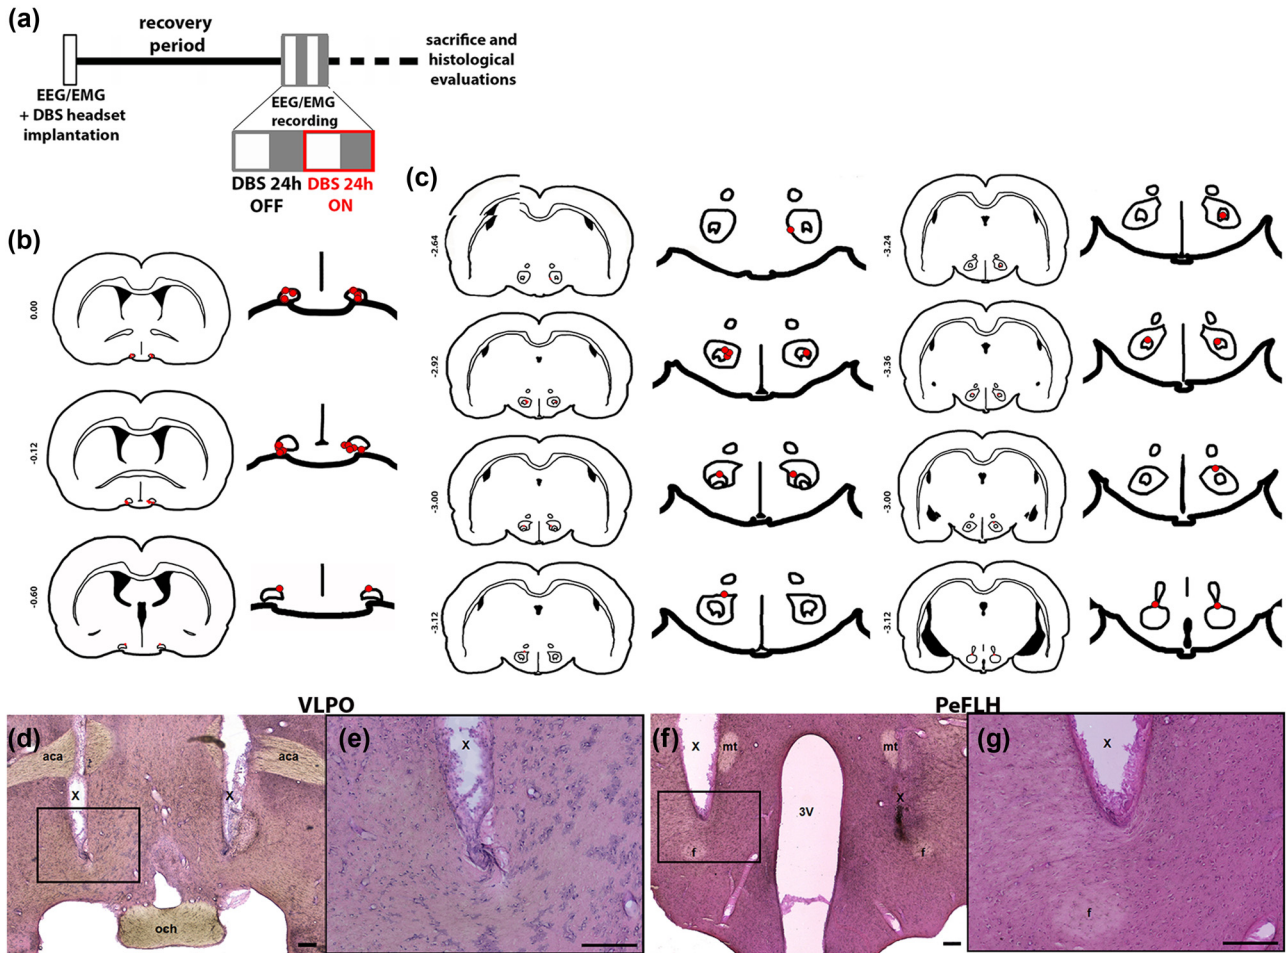 (a)
recovery
period
sacrifice and
histological
evaluations
EEG/EMG
+ DBS headset
implantation
EEG/EMG
recording
DBS 24h
OFF
DBS 24h
ON
(b)
0.00
-0.12
-0.60
(c)
-2.64
-2.92
-3.00
-3.12
-3.24
-3.36
-3.00
-3.12
VLPO
PeFLH
(d)
aca
aca
X
X
och
(e)
X
(f)
X
mt
mt
X
3V
f
f
(g)
X
f